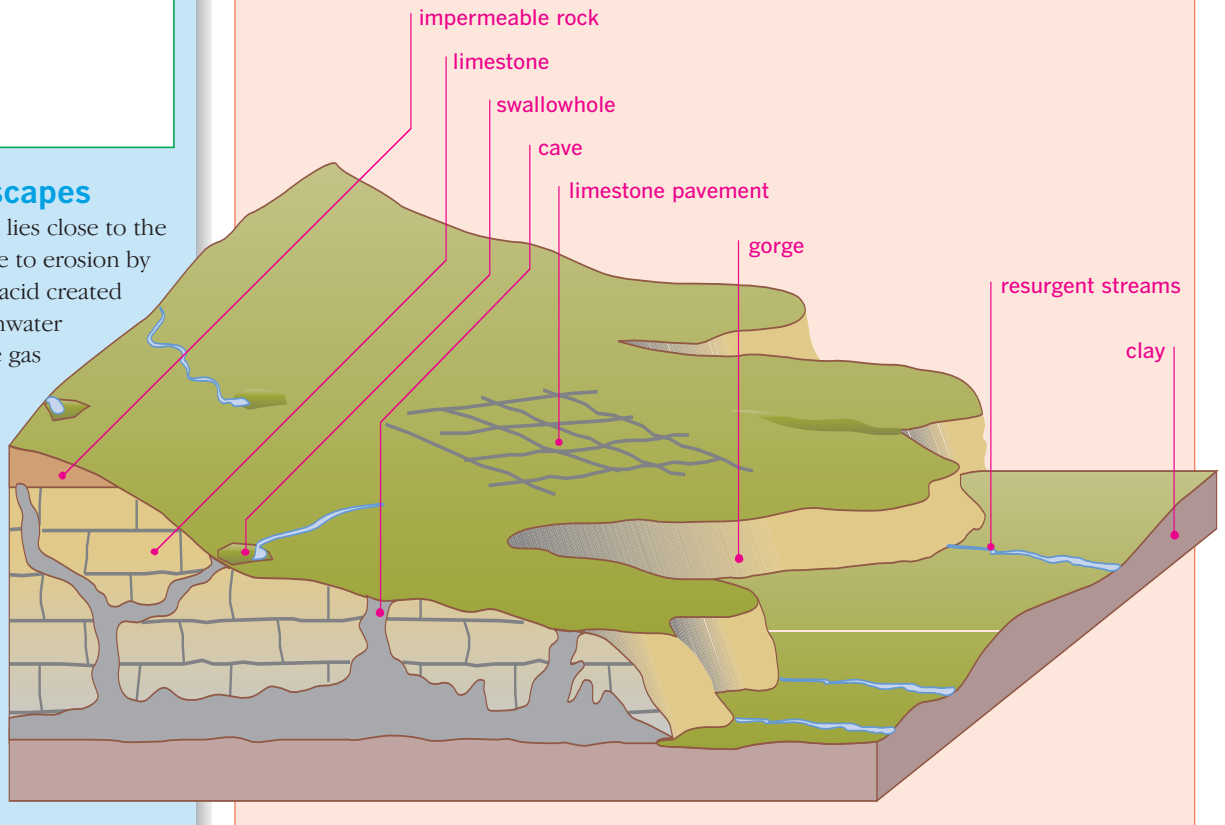 scapes
lies close to the
e to erosion by
acid created
nwater
e gas
impermeable rock
limestone
swallowhole
cave
limestone pavement
gorge
resurgent streams
clay